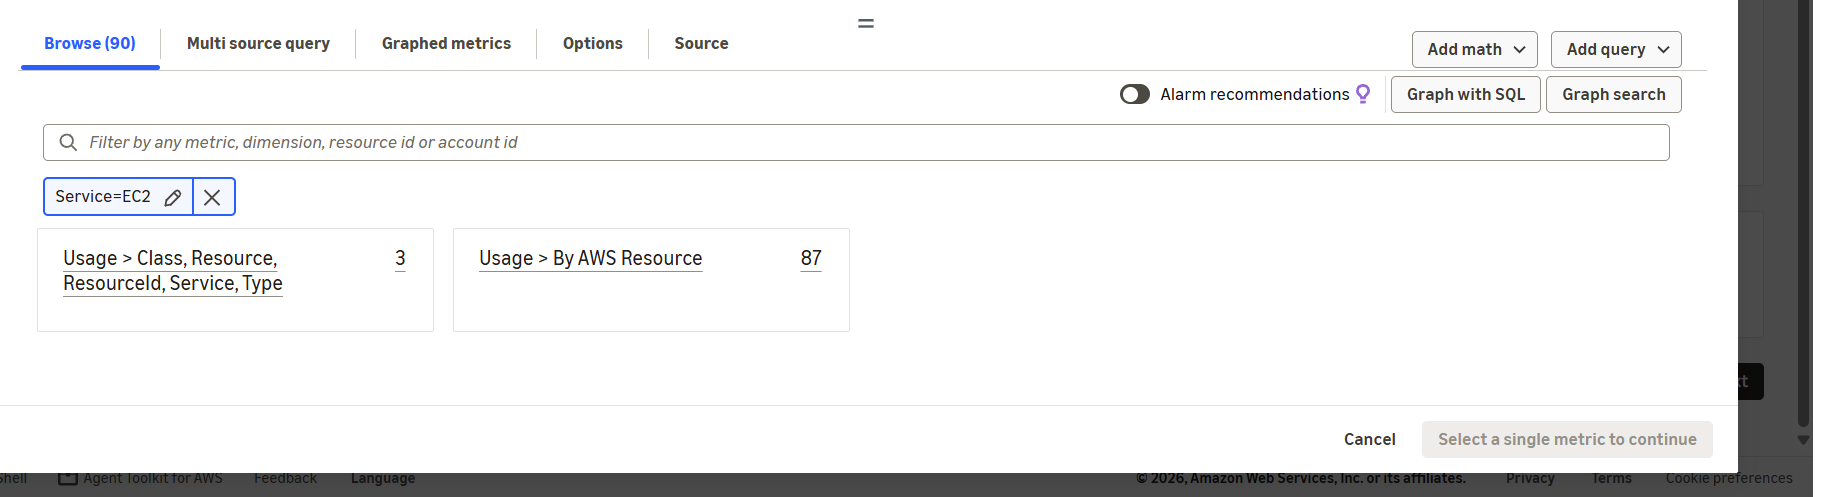 Browse (90)
Multi source query
Graphed metrics
Options
Source
Add math
Add query
Alarm recommendations
Graph with SQL
Graph search
Filter by any metric, dimension, resource id or account id
Service=EC2
Usage > Class, Resource,
ResourceId, Service, Type
3
Usage > By AWS Resource
87
Cancel
Select a single metric to continue
Agent Toolkit for AWS
Feedback
Language
© 2026, Amazon Web Services, Inc. or its affiliates.
Privacy
Terms
Cookie preferences